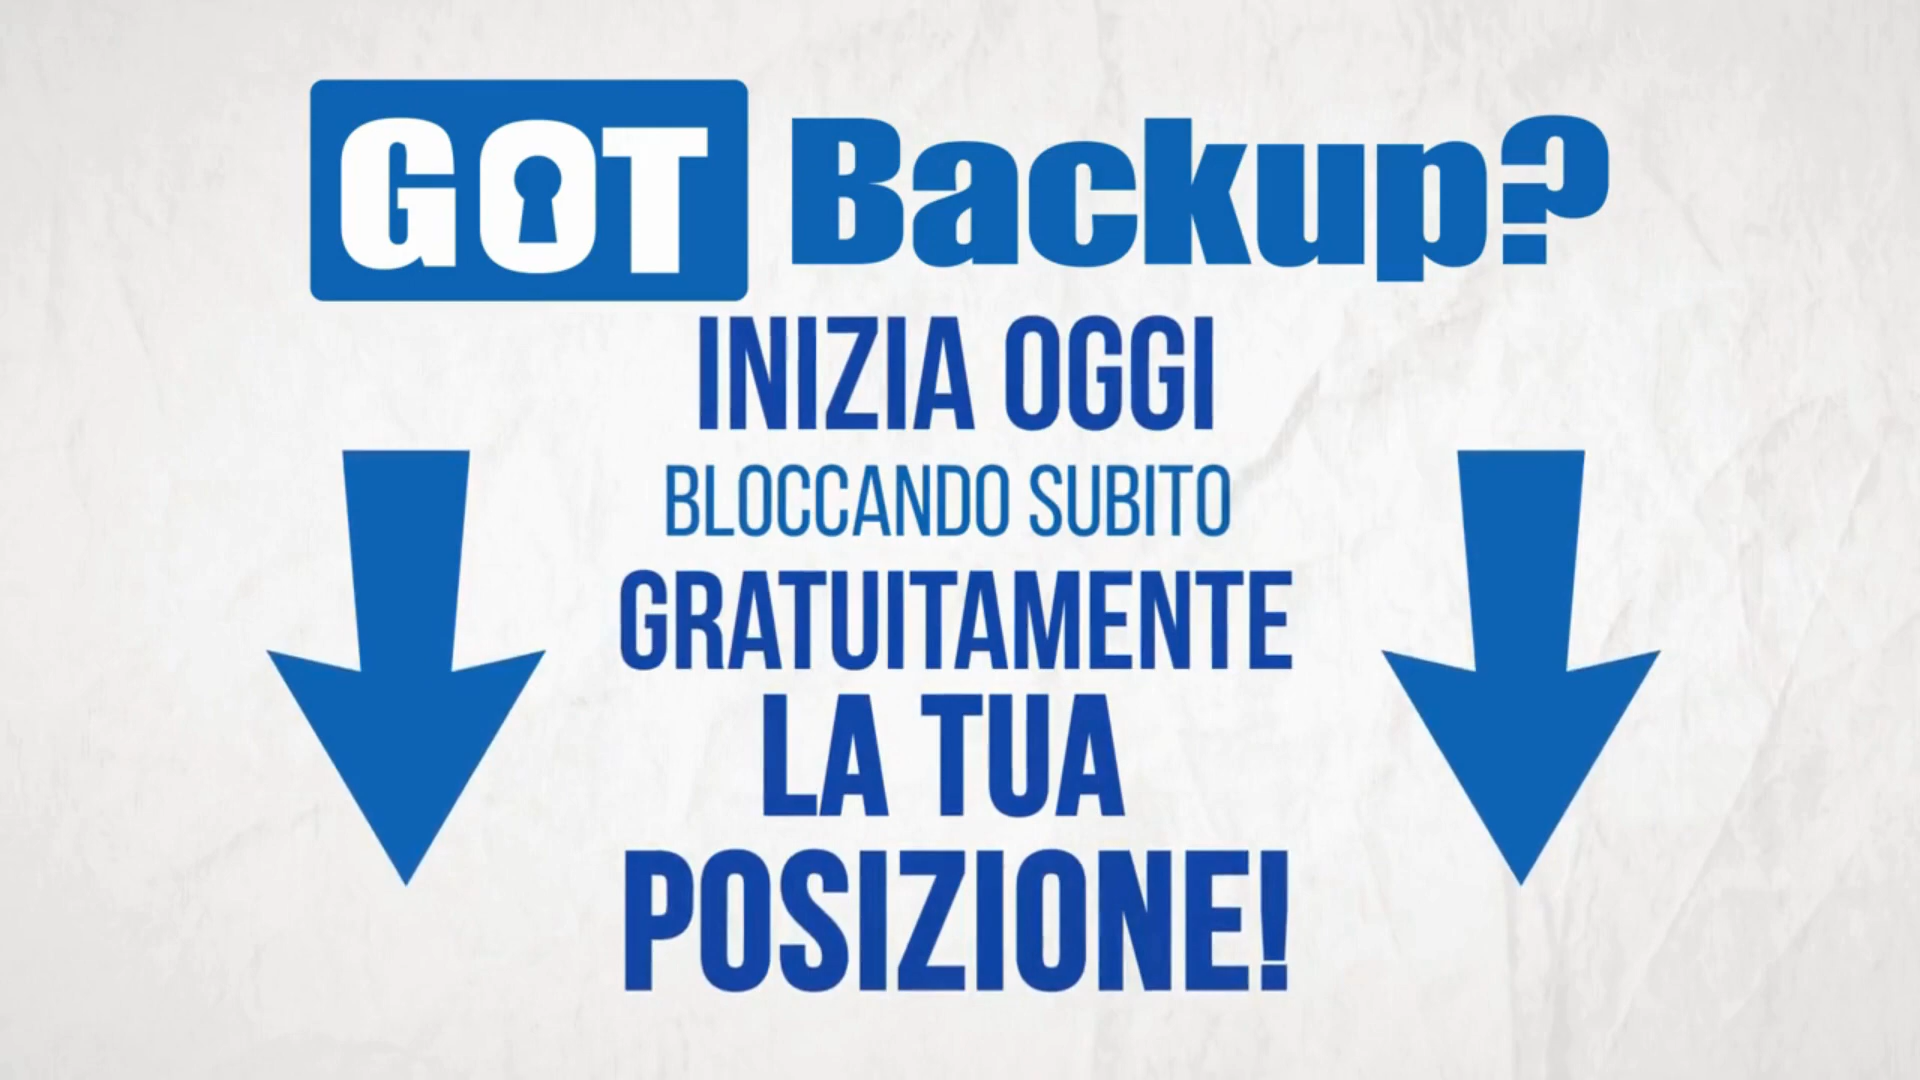 GOT Backup?
INIZIA OGGI
BLOCCANDO SUBITO
GRATUITAMENTE
LA TUA
POSIZIONE!